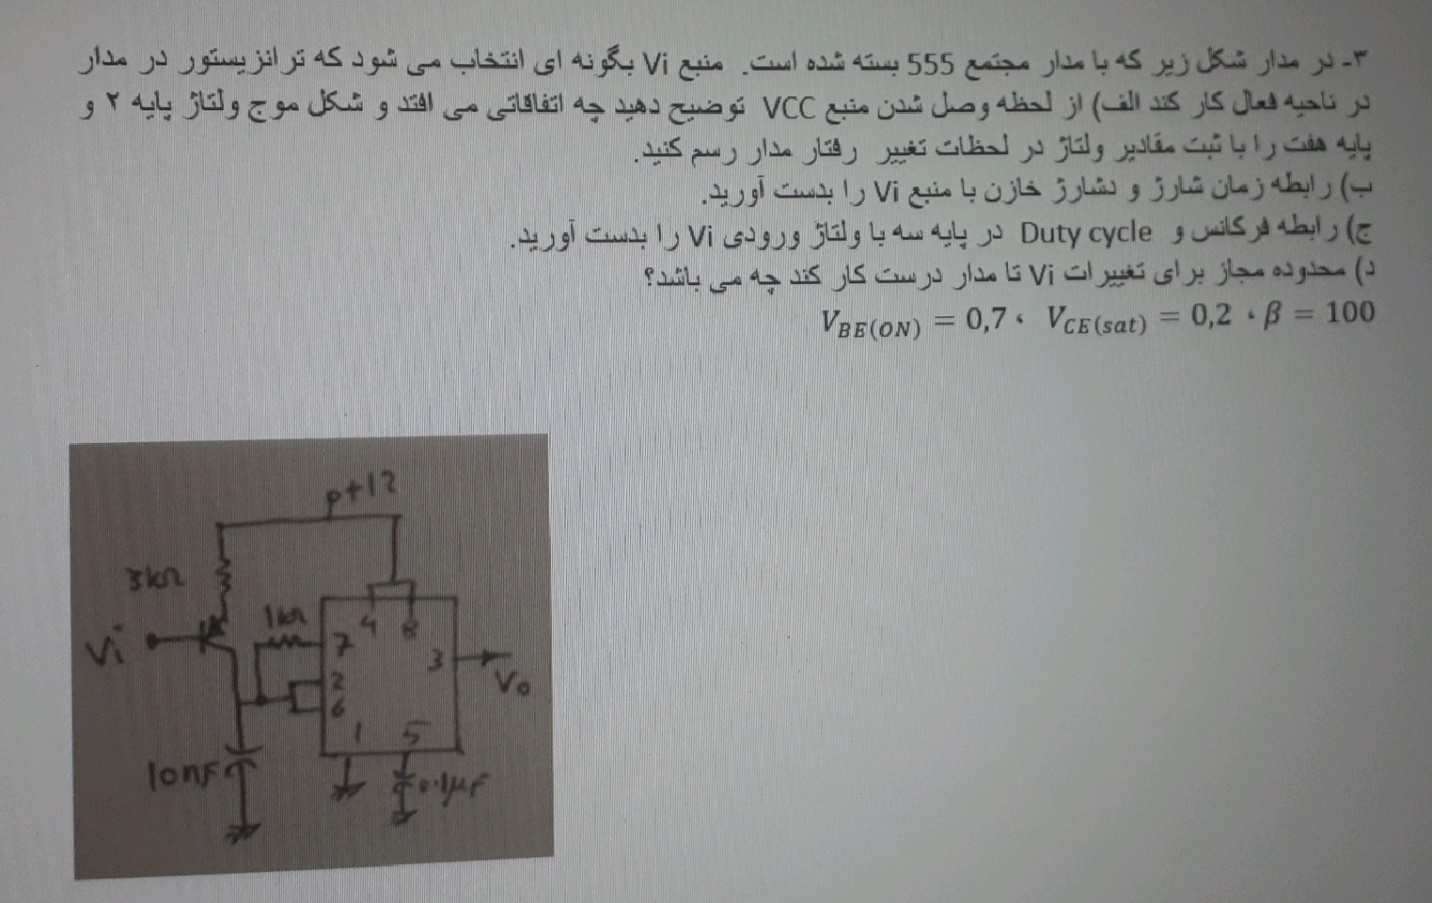 ۳- در مدار شکل زیر که با مدار مجتمع 555 بسته شده است. منبع Vi بگونه ای انتخاب می شود که ترانزیستور در مدار
در ناحیه فعال کار کند الف) از لحظه وصل شدن منبع VCC توضیح دهید چه اتفاقاتی می افتد و شکل موج ولتاژ پایه ۲ و
پایه هفت را با ثبت مقادیر ولتاژ در لحظات تغییر رفتار مدار رسم کنید.
ب) رابطه زمان شارژ و دشارژ خازن با منبع Vi را بدست آورید.
ج) رابطه فرکانس و Duty cycle در پایه سه با ولتاژ ورودی Vi را بدست آورید.
د) محدوده مجاز برای تغییرات Vi تا مدار درست کار کند چه می باشد؟
V_{BE(ON)} = 0,7 ، V_{CE(sat)} = 0,2 ، β = 100
+12
3kΩ
1kΩ
4 8
7
Vi
3
2
Vo
6
1 5
10nF
0.1μF